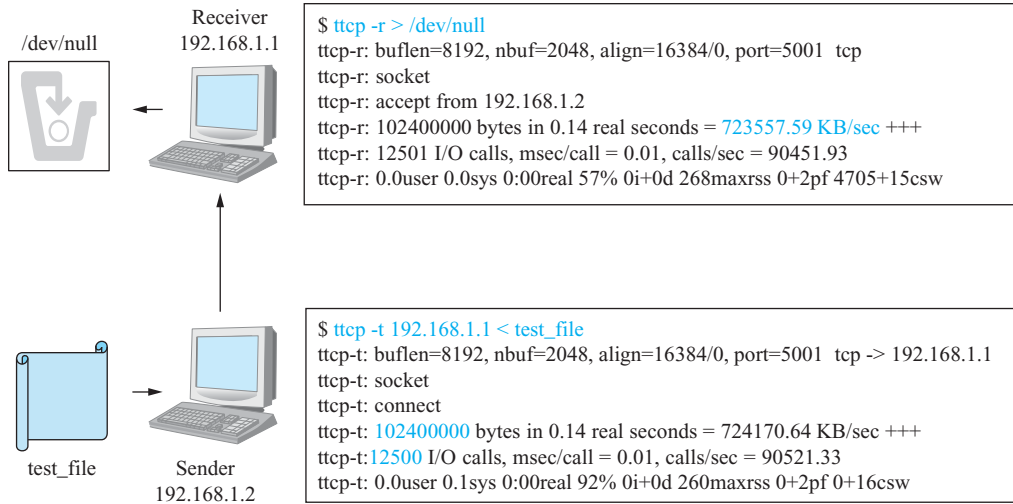 Receiver
192.168.1.1
/dev/null
$ ttcp -r > /dev/null
ttcp-r: buflen=8192, nbuf=2048, align=16384/0, port=5001 tcp
ttcp-r: socket
ttcp-r: accept from 192.168.1.2
ttcp-r: 102400000 bytes in 0.14 real seconds = 723557.59 KB/sec +++
ttcp-r: 12501 I/O calls, msec/call = 0.01, calls/sec = 90451.93
ttcp-r: 0.0user 0.0sys 0:00real 57% 0i+0d 268maxrss 0+2pf 4705+15csw
$ ttcp -t 192.168.1.1 < test_file
ttcp-t: buflen=8192, nbuf=2048, align=16384/0, port=5001 tcp -> 192.168.1.1
ttcp-t: socket
ttcp-t: connect
ttcp-t: 102400000 bytes in 0.14 real seconds = 724170.64 KB/sec +++
ttcp-t:12500 I/O calls, msec/call = 0.01, calls/sec = 90521.33
ttcp-t: 0.0user 0.1sys 0:00real 92% 0i+0d 260maxrss 0+2pf 0+16csw
test_file
Sender
192.168.1.2